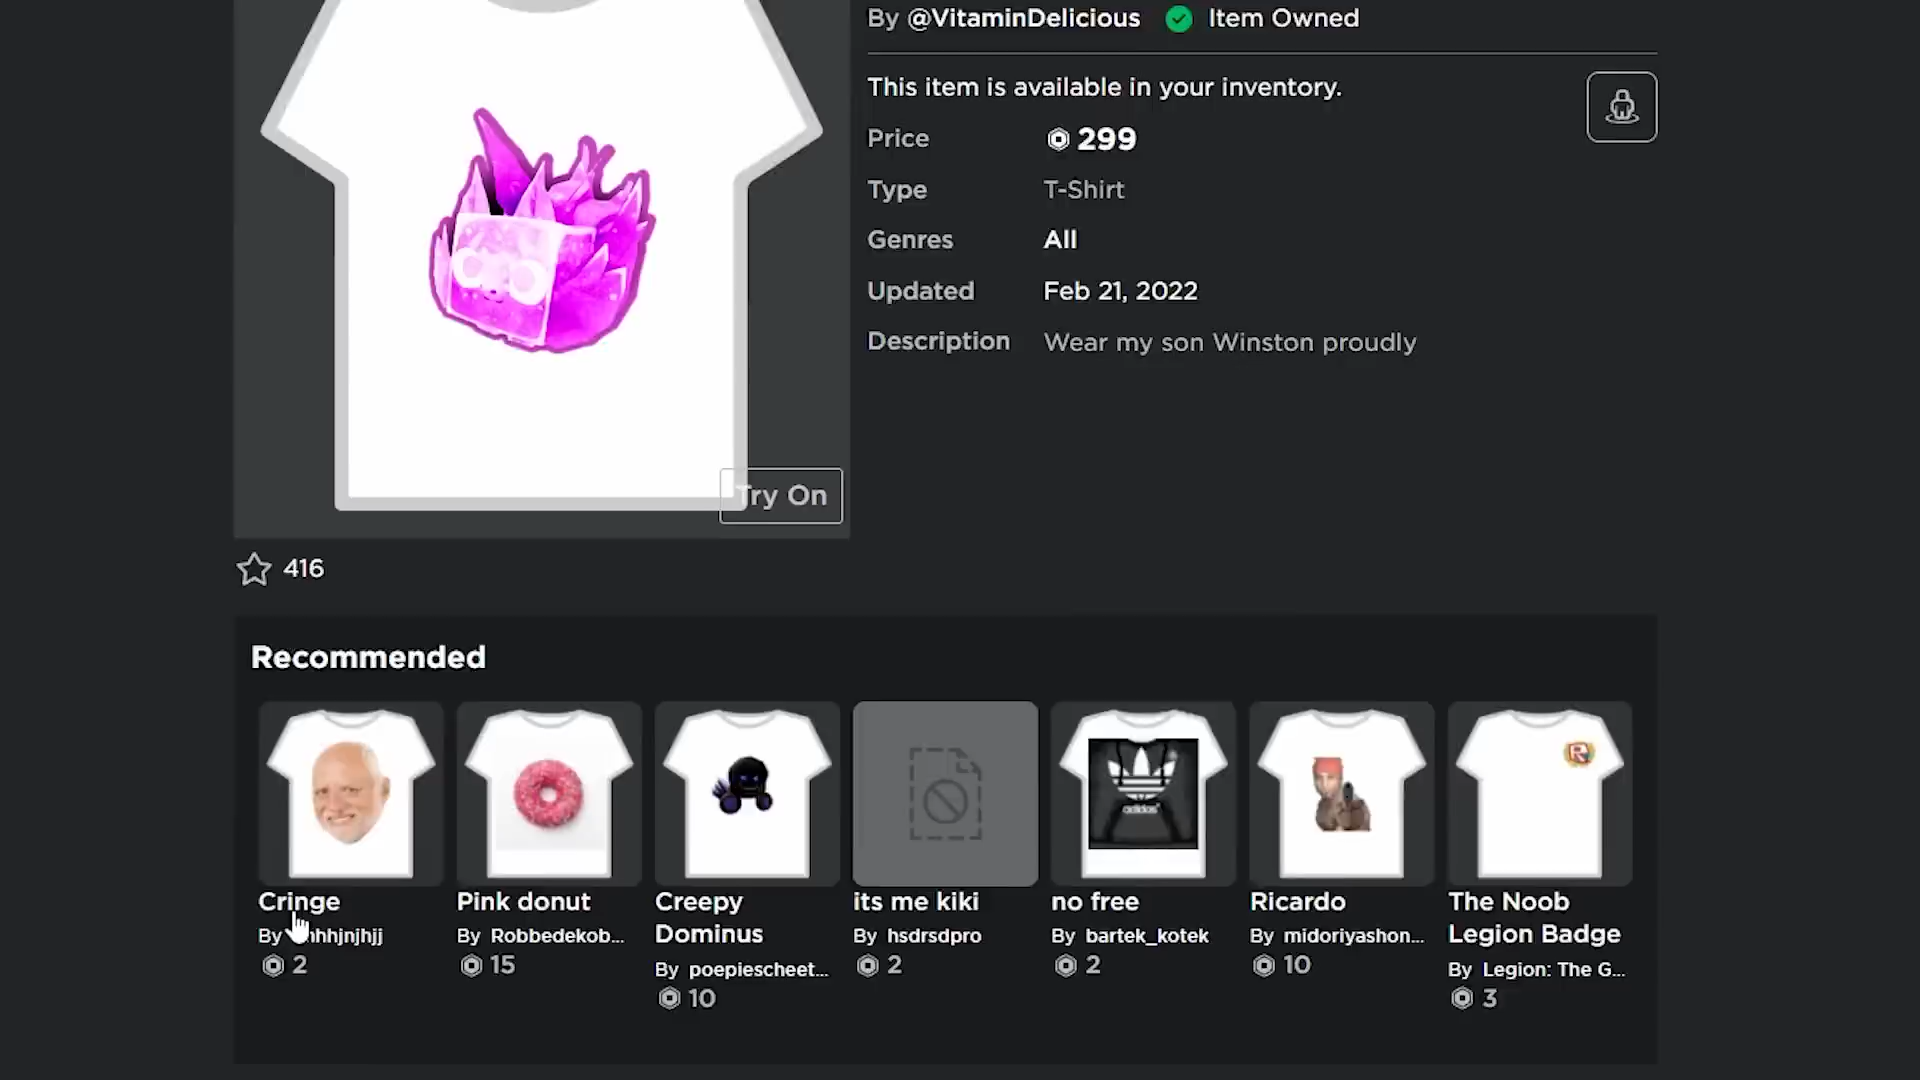 By @VitaminDelicious Item Owned
This item is available in your inventory.
Price 299
Type T-Shirt
Genres All
Updated Feb 21, 2022
Description Wear my son Winston proudly
Try On
416
Recommended
adidas
R
Cringe
By hhhjnjhjj
2
Pink donut
By Robbedekob...
15
Creepy
Dominus
By poepiescheet...
10
its me kiki
By hsdrsdpro
2
no free
By bartek_kotek
2
Ricardo
By midoriyashon...
10
The Noob
Legion Badge
By Legion: The G...
3